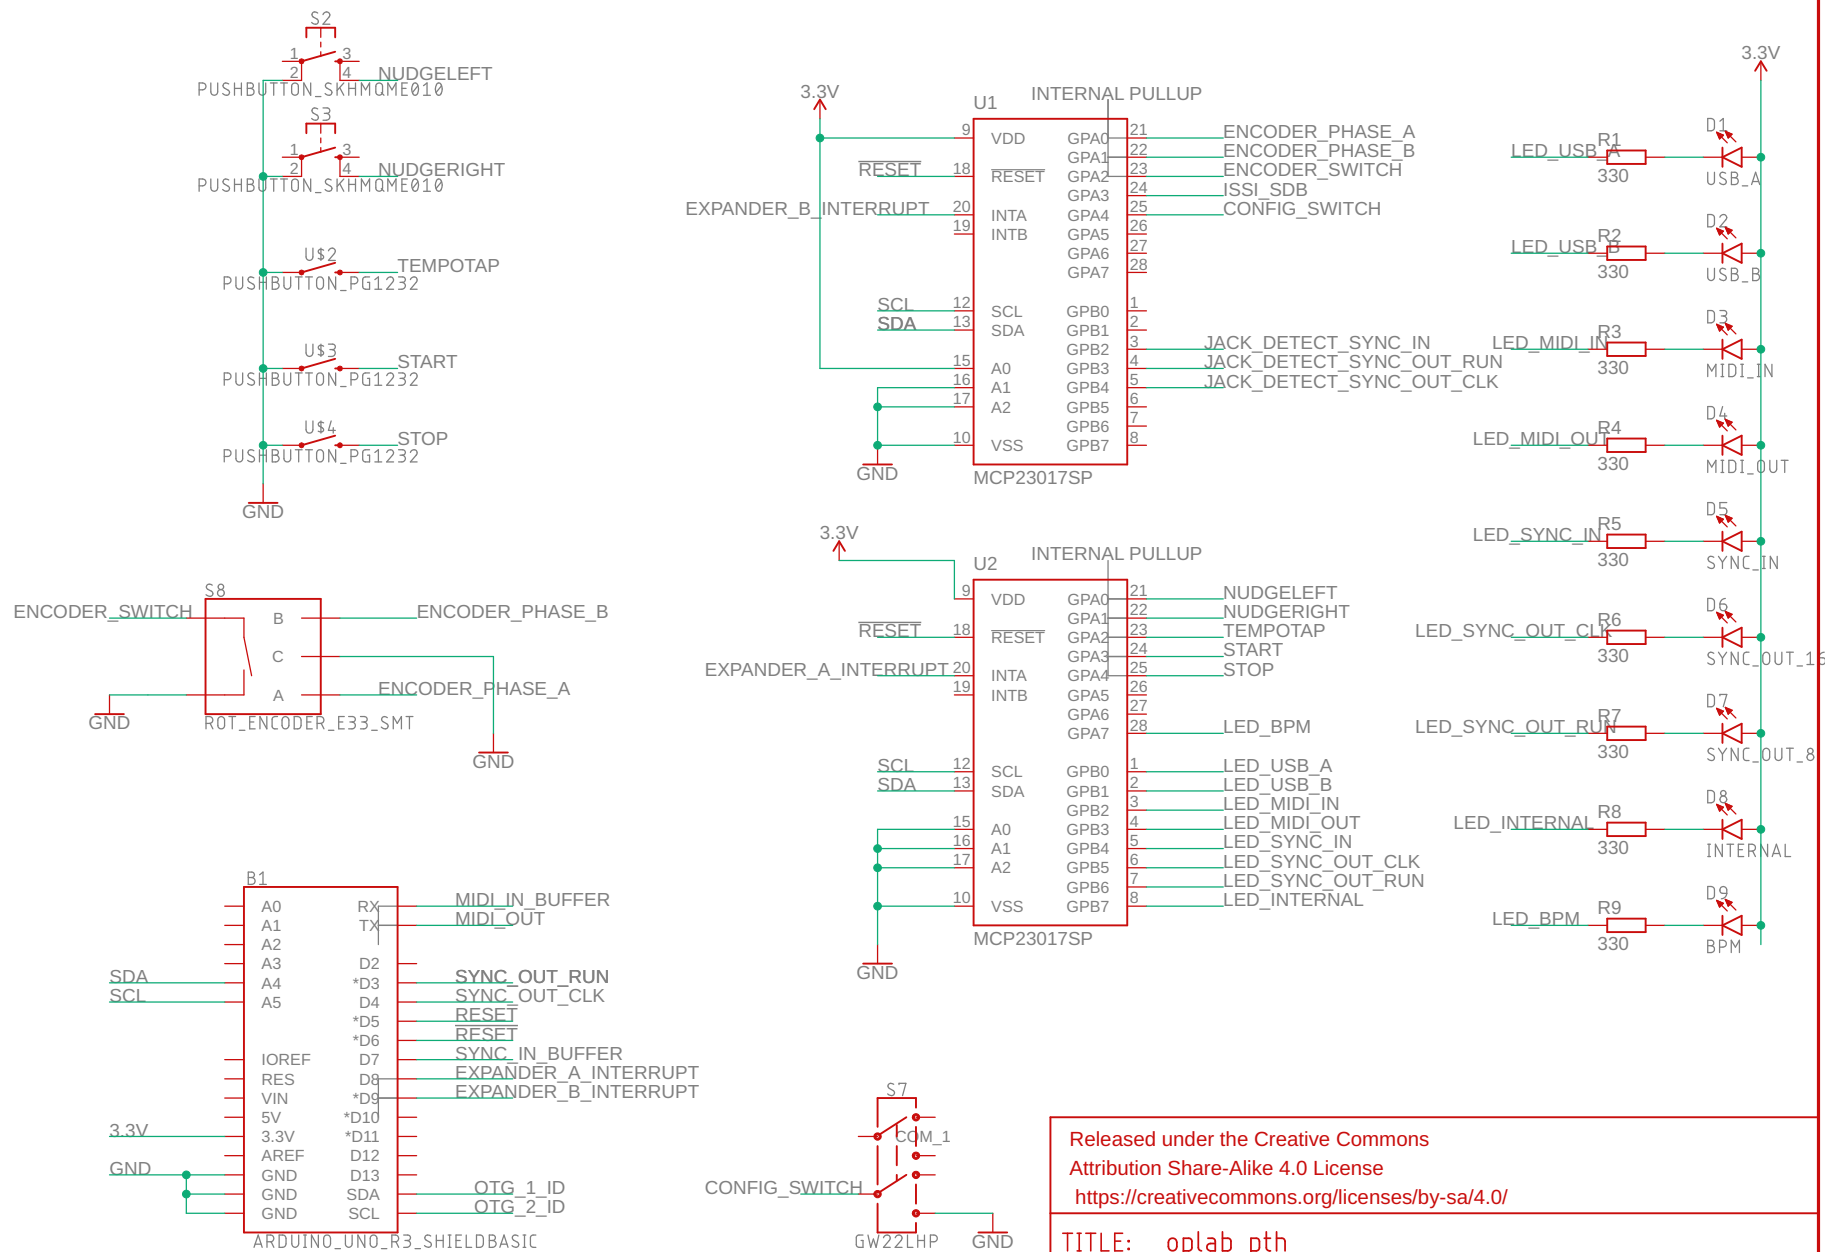 S2
1 3
2 4 NUDGELEFT
PUSHBUTTON_SKHMQME010
S3
1 3
2 4 NUDGERIGHT
PUSHBUTTON_SKHMQME010
U$2
TEMPOTAP
PUSHBUTTON_PG1232
U$3
START
PUSHBUTTON_PG1232
U$4
STOP
PUSHBUTTON_PG1232
GND
S8
ENCODER_SWITCH B ENCODER_PHASE_B
C
A ENCODER_PHASE_A
GND
ROT_ENCODER_E33_SMT
GND
B1
A0 RX MIDI_IN_BUFFER
A1 TX MIDI_OUT
A2
A3 D2
SDA A4 *D3 SYNC_OUT_RUN
SCL A5 D4 SYNC_OUT_CLK
*D5 RESET
*D6 RESET
IOREF D7 SYNC_IN_BUFFER
RES D8 EXPANDER_A_INTERRUPT
VIN *D9 EXPANDER_B_INTERRUPT
5V *D10
3.3V 3.3V *D11
AREF D12
GND GND D13
GND SDA OTG_1_ID
GND SCL OTG_2_ID
ARDUINO_UNO_R3_SHIELDBASIC
3.3V
U1
INTERNAL PULLUP
9 VDD GPA0 21 ENCODER_PHASE_A
GPA1 22 ENCODER_PHASE_B
RESET 18 RESET GPA2 23 ENCODER_SWITCH
GPA3 24 ISSI_SDB
EXPANDER_B_INTERRUPT 20 INTA GPA4 25 CONFIG_SWITCH
19 INTB GPA5 26
GPA6 27
GPA7 28
SCL 12 SCL GPB0 1
SDA 13 SDA GPB1 2
GPB2 3 JACK_DETECT_SYNC_IN
15 A0 GPB3 4 JACK_DETECT_SYNC_OUT_RUN
16 A1 GPB4 5 JACK_DETECT_SYNC_OUT_CLK
17 A2 GPB5 6
GPB6 7
10 VSS GPB7 8
GND
MCP23017SP
3.3V
U2
INTERNAL PULLUP
9 VDD GPA0 21 NUDGELEFT
GPA1 22 NUDGERIGHT
RESET 18 RESET GPA2 23 TEMPOTAP
GPA3 24 START
EXPANDER_A_INTERRUPT 20 INTA GPA4 25 STOP
19 INTB GPA5 26
GPA6 27
GPA7 28 LED_BPM
SCL 12 SCL GPB0 1 LED_USB_A
SDA 13 SDA GPB1 2 LED_USB_B
GPB2 3 LED_MIDI_IN
15 A0 GPB3 4 LED_MIDI_OUT
16 A1 GPB4 5 LED_SYNC_IN
17 A2 GPB5 6 LED_SYNC_OUT_CLK
GPB6 7 LED_SYNC_OUT_RUN
10 VSS GPB7 8 LED_INTERNAL
MCP23017SP
GND
3.3V
LED_USB_A R1 330 D1 USB_A
LED_USB_B R2 330 D2 USB_B
LED_MIDI_IN R3 330 D3 MIDI_IN
LED_MIDI_OUT R4 330 D4 MIDI_OUT
LED_SYNC_IN R5 330 D5 SYNC_IN
LED_SYNC_OUT_CLK R6 330 D6 SYNC_OUT_16
LED_SYNC_OUT_RUN R7 330 D7 SYNC_OUT_8
LED_INTERNAL R8 330 D8 INTERNAL
LED_BPM R9 330 D9 BPM
S7
COM_1
CONFIG_SWITCH
GW22LHP
GND
Released under the Creative Commons
Attribution Share-Alike 4.0 License
https://creativecommons.org/licenses/by-sa/4.0/
TITLE: oplab_pth